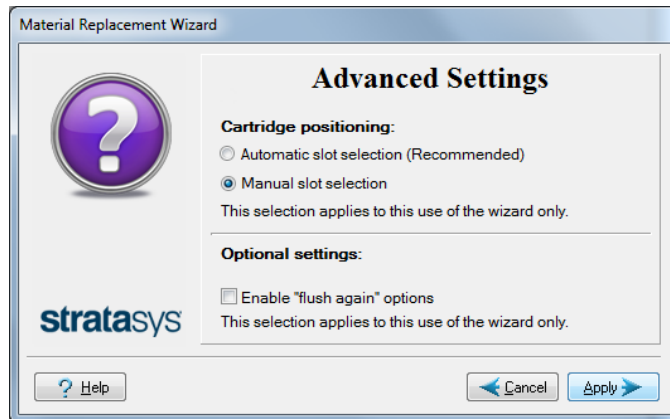 Material Replacement Wizard
Advanced Settings
Cartridge positioning:
Automatic slot selection (Recommended)
Manual slot selection
This selection applies to this use of the wizard only.
Optional settings:
Enable "flush again" options
This selection applies to this use of the wizard only.
stratasys
? Help
Cancel
Apply